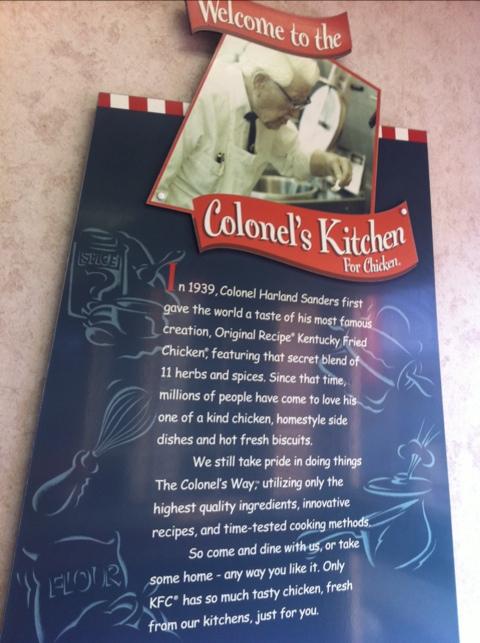 Welcome to the
Colonel's Kitchen
For Chicken.
SPICE
In 1939, Colonel Harland Sanders first
gave the world a taste of his most famous
creation, Original Recipe® Kentucky Fried
Chicken®, featuring that secret blend of
11 herbs and spices. Since that time,
millions of people have come to love his
one of a kind chicken, homestyle side
dishes and hot fresh biscuits.
We still take pride in doing things
The Colonel's Way,™ utilizing only the
highest quality ingredients, innovative
recipes, and time-tested cooking methods.
So come and dine with us, or take
some home - any way you like it. Only
KFC® has so much tasty chicken, fresh
from our kitchens, just for you.
FLOUR